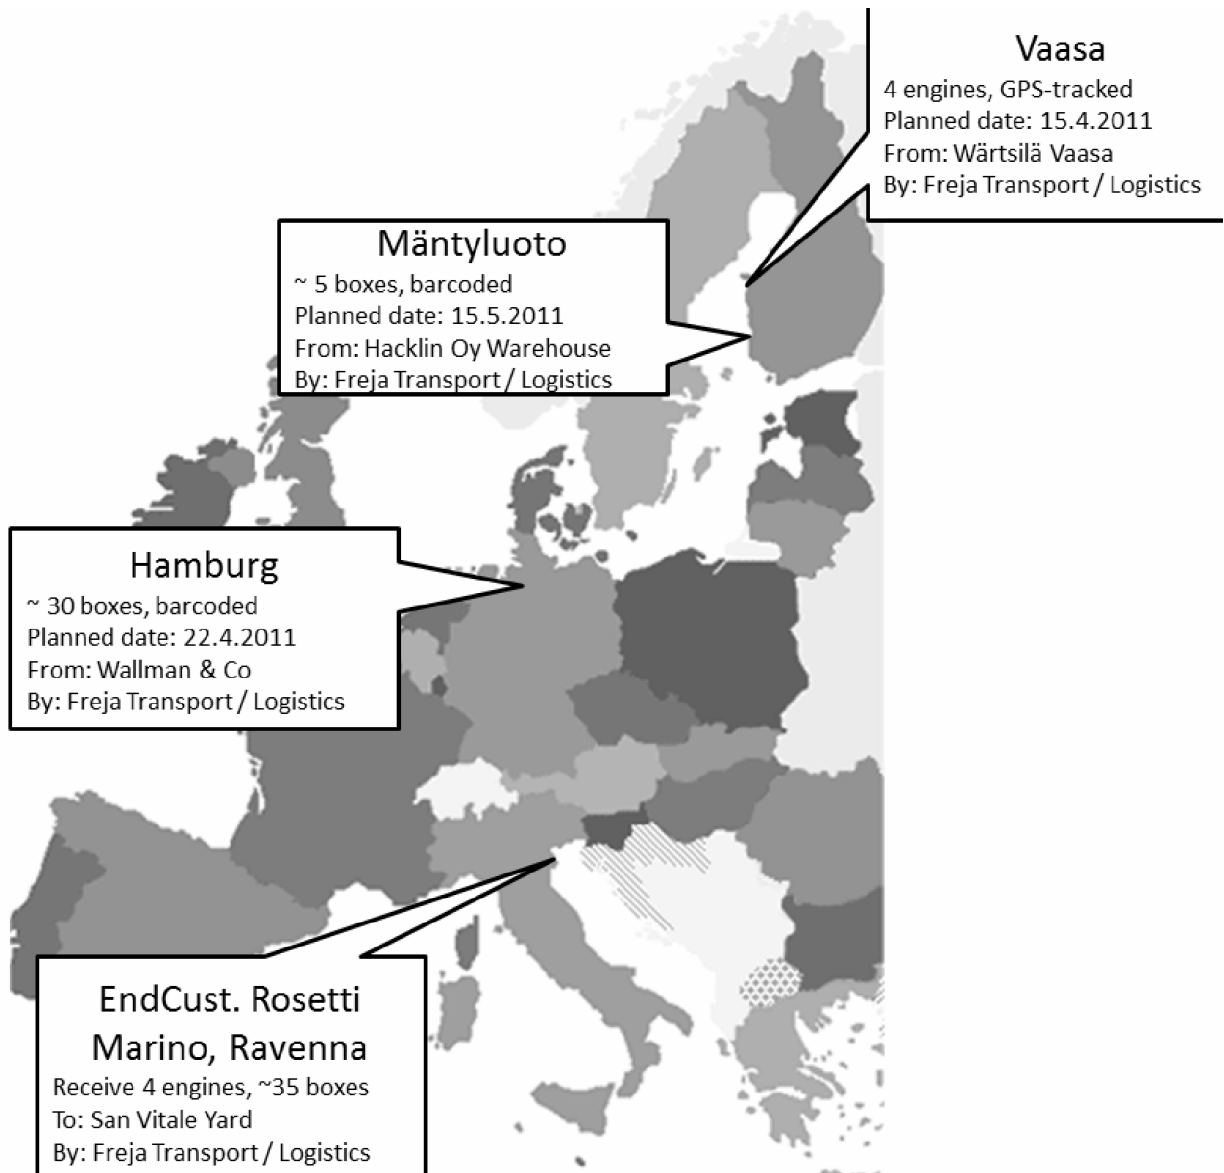 Vaasa
4 engines, GPS-tracked
Planned date: 15.4.2011
From: Wärtsilä Vaasa
By: Freja Transport / Logistics
Mäntyluoto
~ 5 boxes, barcoded
Planned date: 15.5.2011
From: Hacklin Oy Warehouse
By: Freja Transport / Logistics
Hamburg
~ 30 boxes, barcoded
Planned date: 22.4.2011
From: Wallman & Co
By: Freja Transport / Logistics
EndCust. Rosetti
Marino, Ravenna
Receive 4 engines, ~35 boxes
To: San Vitale Yard
By: Freja Transport / Logistics